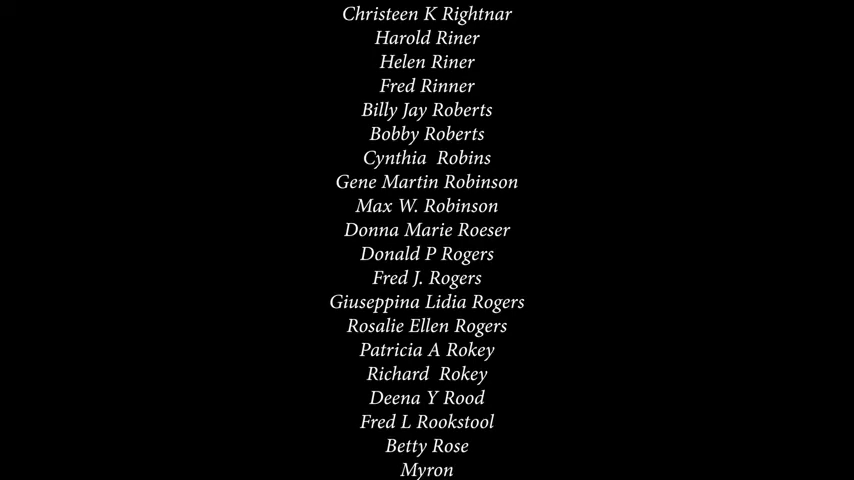 Christeen K Rightnar
Harold Riner
Helen Riner
Fred Rinner
Billy Jay Roberts
Bobby Roberts
Cynthia  Robins
Gene Martin Robinson
Max W. Robinson
Donna Marie Roeser
Donald P Rogers
Fred J. Rogers
Giuseppina Lidia Rogers
Rosalie Ellen Rogers
Patricia A Rokey
Richard  Rokey
Deena Y Rood
Fred L Rookstool
Betty Rose
Myron